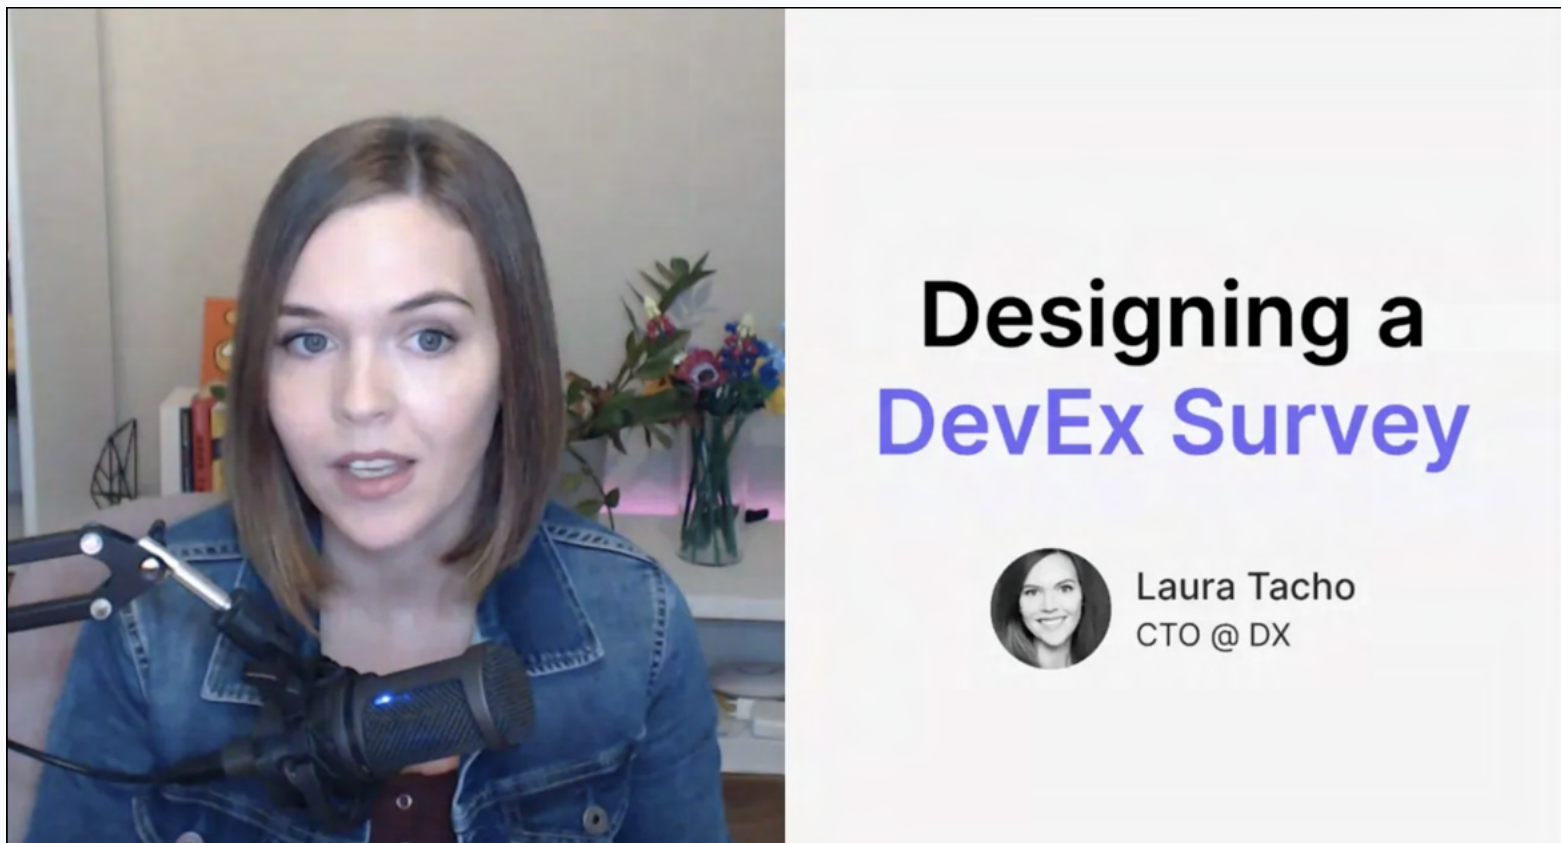 Designing a
DevEx Survey
Laura Tacho
CTO @ DX